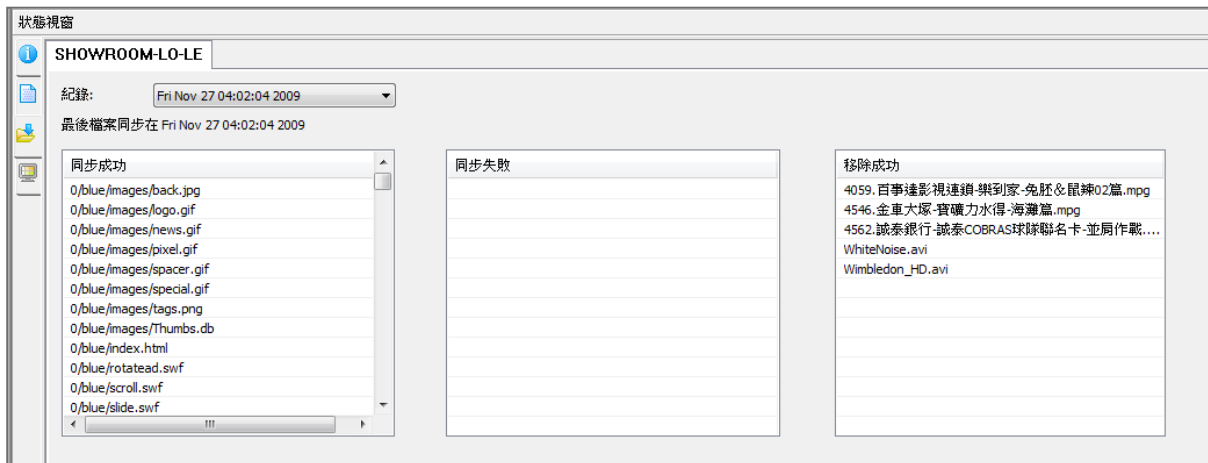 狀態視窗
SHOWROOM-LO-LE
紀錄: Fri Nov 27 04:02:04 2009
最後檔案同步在 Fri Nov 27 04:02:04 2009
同步成功
0/blue/images/back.jpg
0/blue/images/logo.gif
0/blue/images/news.gif
0/blue/images/pixel.gif
0/blue/images/spacer.gif
0/blue/images/special.gif
0/blue/images/tags.png
0/blue/images/Thumbs.db
0/blue/index.html
0/blue/rotatead.swf
0/blue/scroll.swf
0/blue/slide.swf
同步失敗
移除成功
4059.百事達影視連鎖-樂到家-兔胚&鼠辣02篇.mpg
4546.金車大塚-寶礦力水得-海灘篇.mpg
4562.誠泰銀行-誠泰COBRAS球隊聯名卡-並肩作戰....
WhiteNoise.avi
Wimbledon_HD.avi